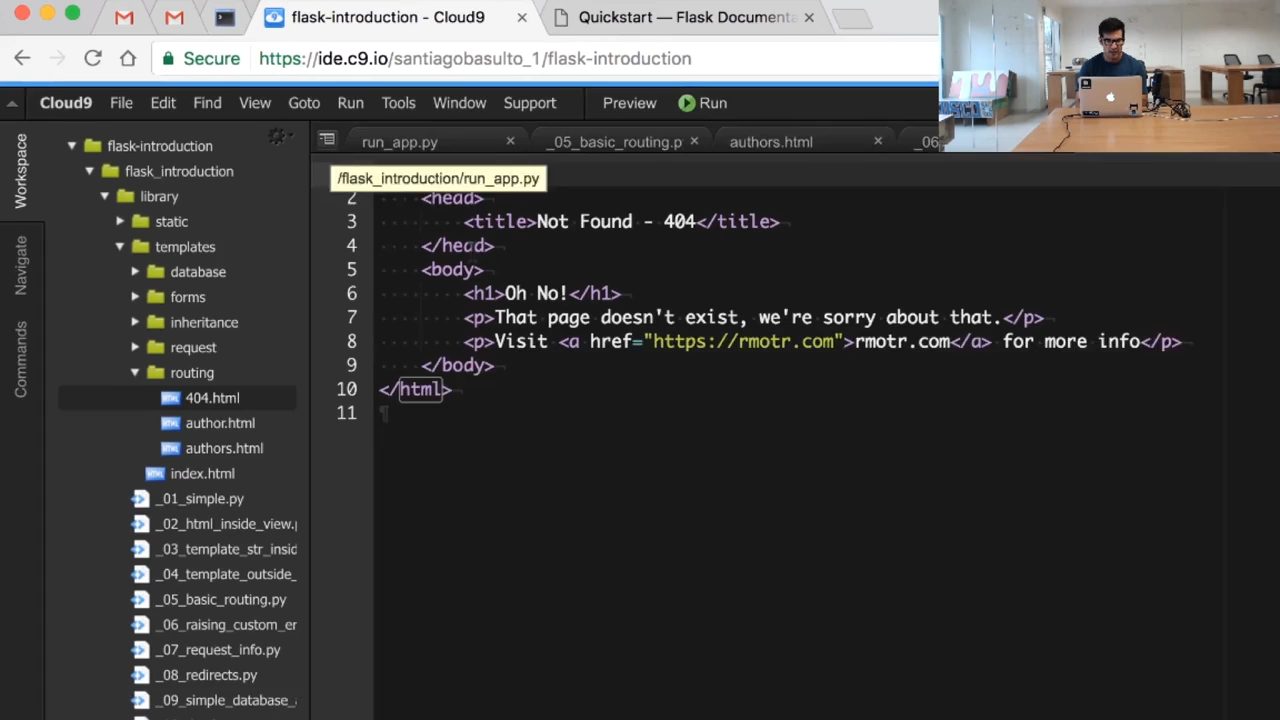 flask-introduction - Cloud9
Quickstart — Flask Documenta
Secure https://ide.c9.io/santiagobasulto_1/flask-introduction
Cloud9 File Edit Find View Goto Run Tools Window Support Preview Run
Workspace
Navigate
Commands
flask-introduction
flask_introduction
library
static
templates
database
forms
inheritance
request
routing
404.html
author.html
authors.html
index.html
_01_simple.py
_02_html_inside_view.p
_03_template_str_insid
_04_template_outside_
_05_basic_routing.py
_06_raising_custom_er
_07_request_info.py
_08_redirects.py
_09_simple_database_
run_app.py
_05_basic_routing.p
authors.html
_06
/flask_introduction/run_app.py
2 <head>
3 <title>Not Found - 404</title>
4 </head>
5 <body>
6 <h1>Oh No!</h1>
7 <p>That page doesn't exist, we're sorry about that.</p>
8 <p>Visit <a href="https://rmotr.com">rmotr.com</a> for more info</p>
9 </body>
10 </html>
11